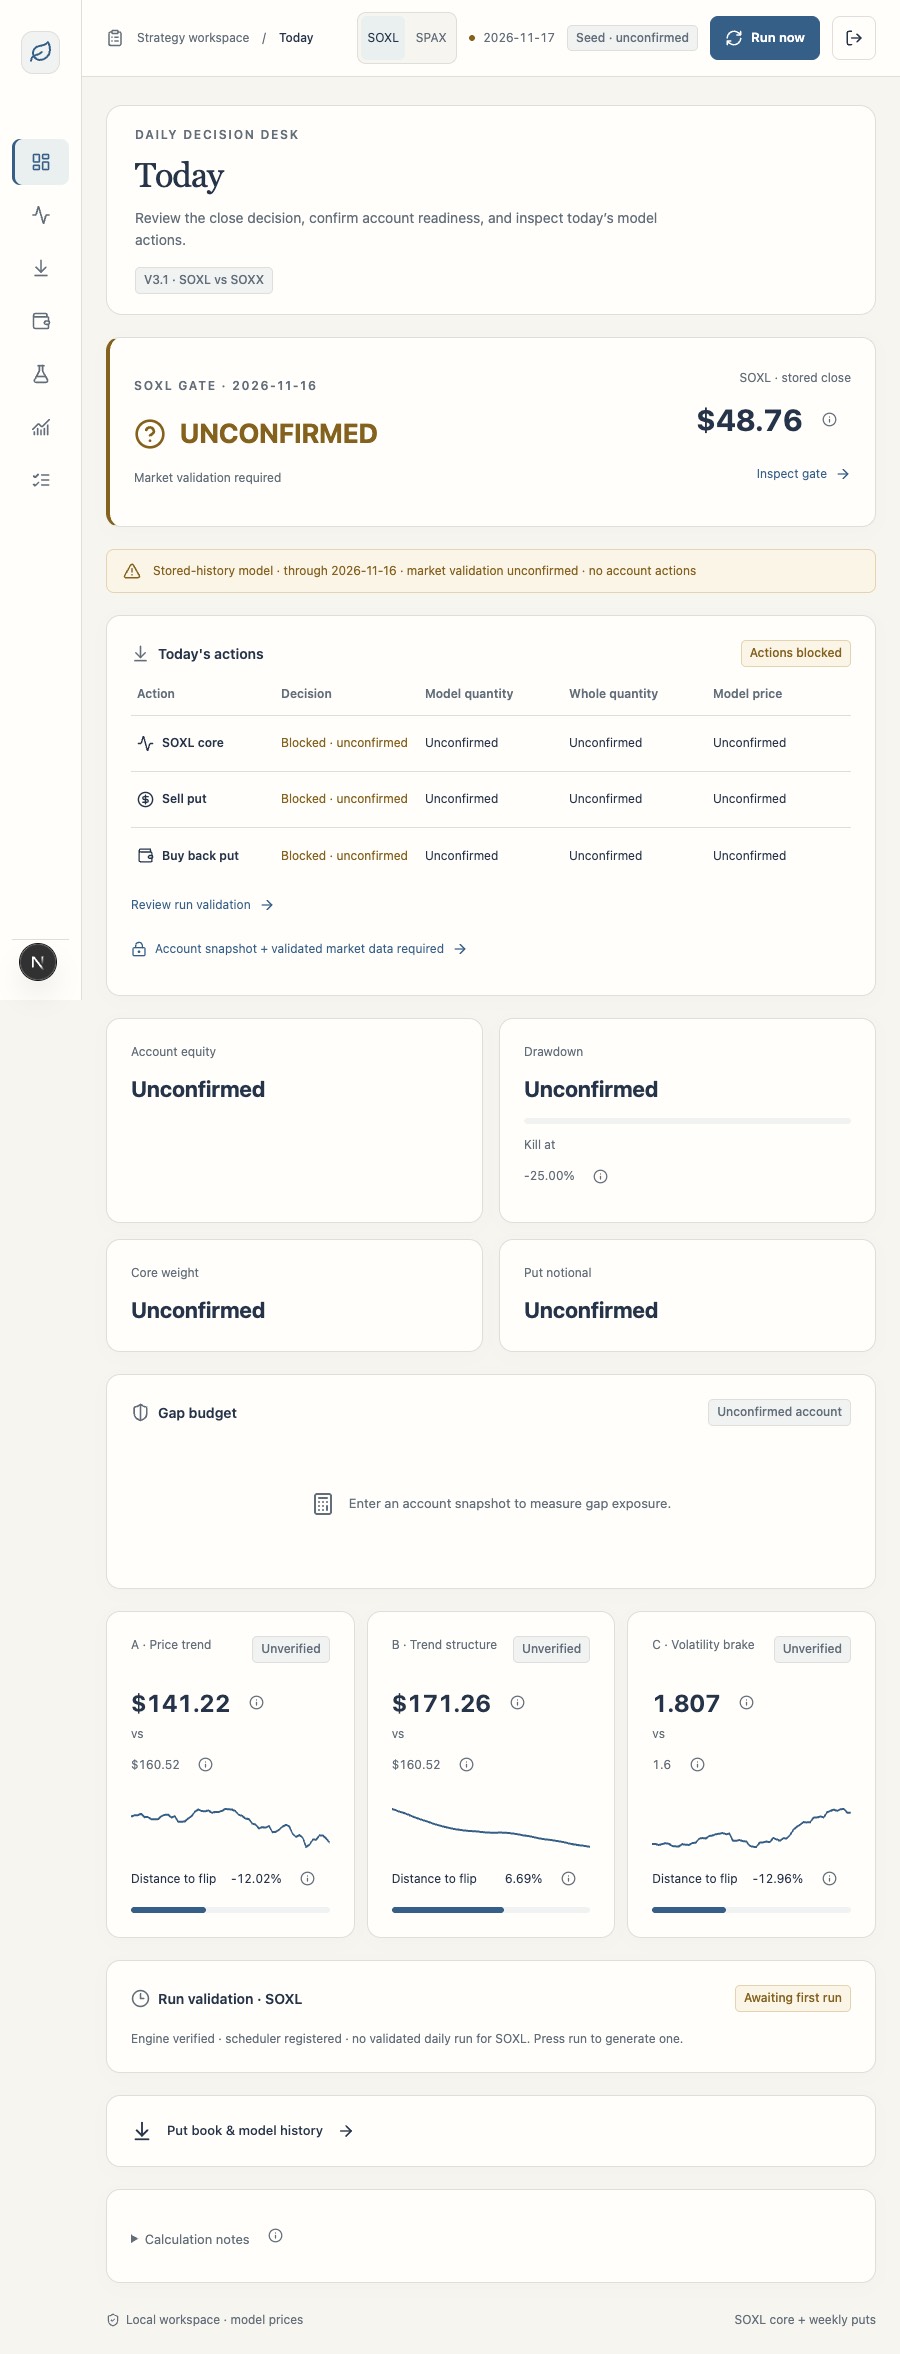 Strategy workspace / Today
SOXL SPAX
2026-11-17
Seed · unconfirmed
Run now
DAILY DECISION DESK
Today
Review the close decision, confirm account readiness, and inspect today’s model
actions.
V3.1 · SOXL vs SOXX
SOXL GATE · 2026-11-16
UNCONFIRMED
Market validation required
SOXL · stored close
$48.76
Inspect gate
Stored-history model · through 2026-11-16 · market validation unconfirmed · no account actions
Today's actions
Actions blocked
Action Decision Model quantity Whole quantity Model price
SOXL core Blocked · unconfirmed Unconfirmed Unconfirmed Unconfirmed
Sell put Blocked · unconfirmed Unconfirmed Unconfirmed Unconfirmed
Buy back put Blocked · unconfirmed Unconfirmed Unconfirmed Unconfirmed
Review run validation
Account snapshot + validated market data required
N
Account equity
Unconfirmed
Drawdown
Unconfirmed
Kill at
-25.00%
Core weight
Unconfirmed
Put notional
Unconfirmed
Gap budget
Unconfirmed account
Enter an account snapshot to measure gap exposure.
A · Price trend
Unverified
$141.22
vs
$160.52
Distance to flip -12.02%
B · Trend structure
Unverified
$171.26
vs
$160.52
Distance to flip 6.69%
C · Volatility brake
Unverified
1.807
vs
1.6
Distance to flip -12.96%
Run validation · SOXL
Awaiting first run
Engine verified · scheduler registered · no validated daily run for SOXL. Press run to generate one.
Put book & model history
Calculation notes
Local workspace · model prices
SOXL core + weekly puts